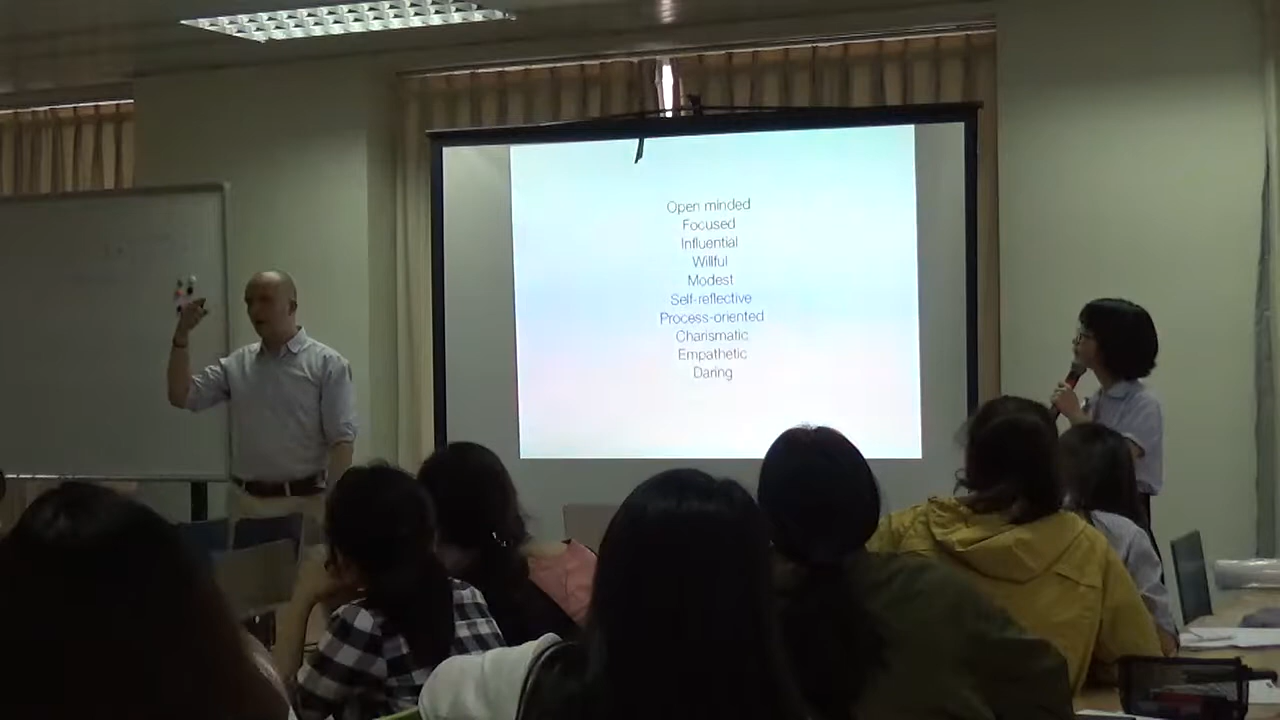 Open minded
Focused
Influential
Willful
Modest
Self-reflective
Process-oriented
Charismatic
Empathetic
Daring